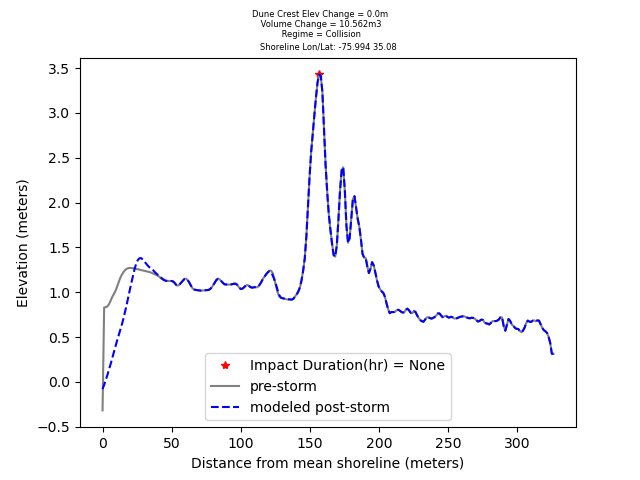 Dune Crest Elev Change = 0.0m
Volume Change = 10.562m3
Regime = Collision
Shoreline Lon/Lat: -75.994 35.08
3.5
3.0
2.5
2.0
1.5
1.0
0.5
0.0
−0.5
Elevation (meters)
Impact Duration(hr) = None
pre-storm
modeled post-storm
0 50 100 150 200 250 300
Distance from mean shoreline (meters)